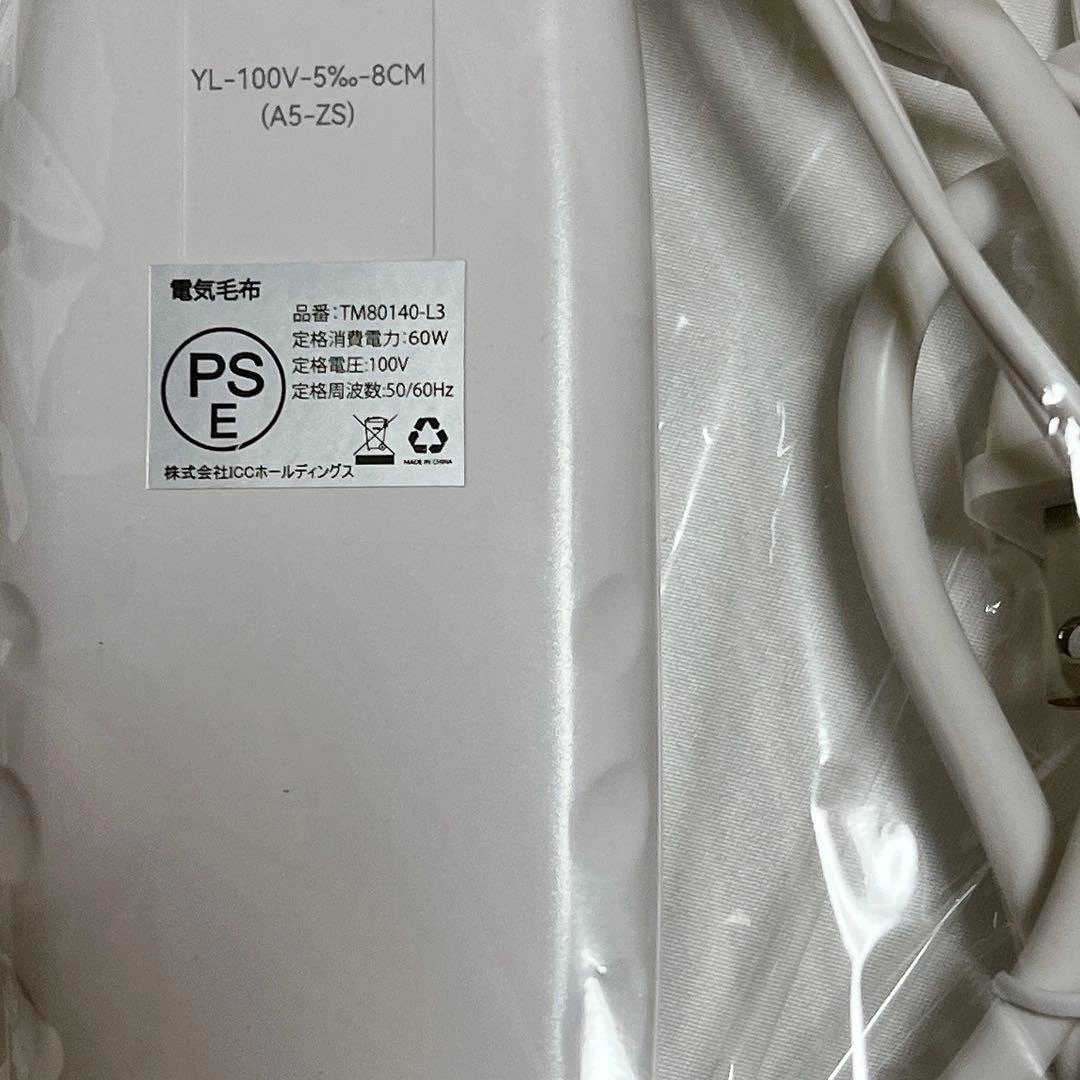 YL-100V-5‰-8CM
(A5-ZS)
電気毛布
品番:TM80140-L3
定格消費電力:60W
定格電圧:100V
定格周波数:50/60Hz
PS
E
MADE IN CHINA
株式会社ICCホールディングス